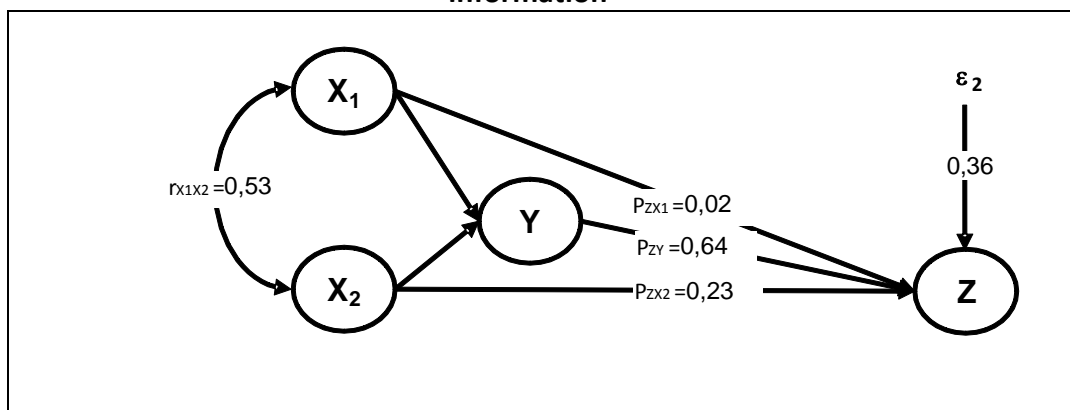 Information
X1
ε2
rX1X2 =0,53
0,36
PZX1 =0,02
Y
PZY =0,64
X2
PZX2 =0,23
Z